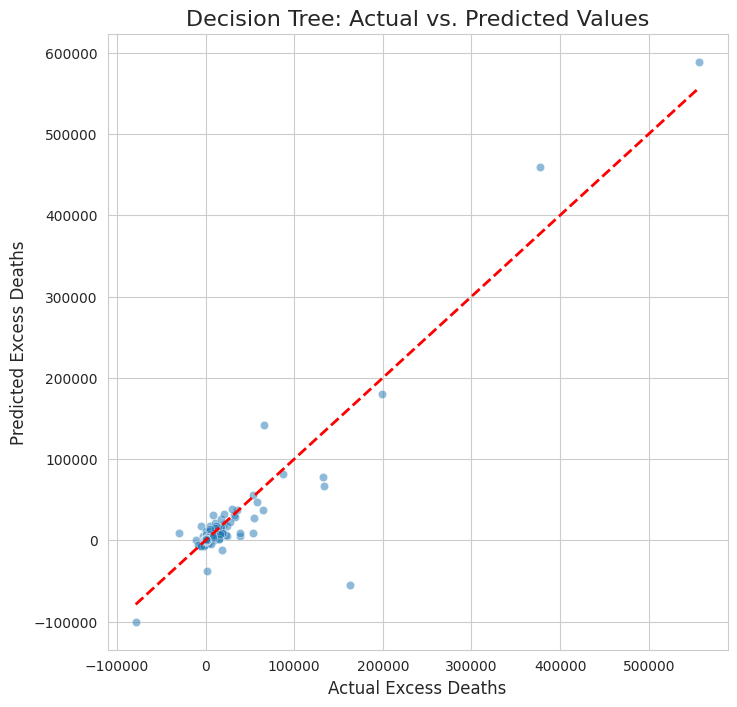 Decision Tree: Actual vs. Predicted Values
600000
500000
400000
300000
200000
100000
0
−100000
Predicted Excess Deaths
−100000 0 100000 200000 300000 400000 500000
Actual Excess Deaths